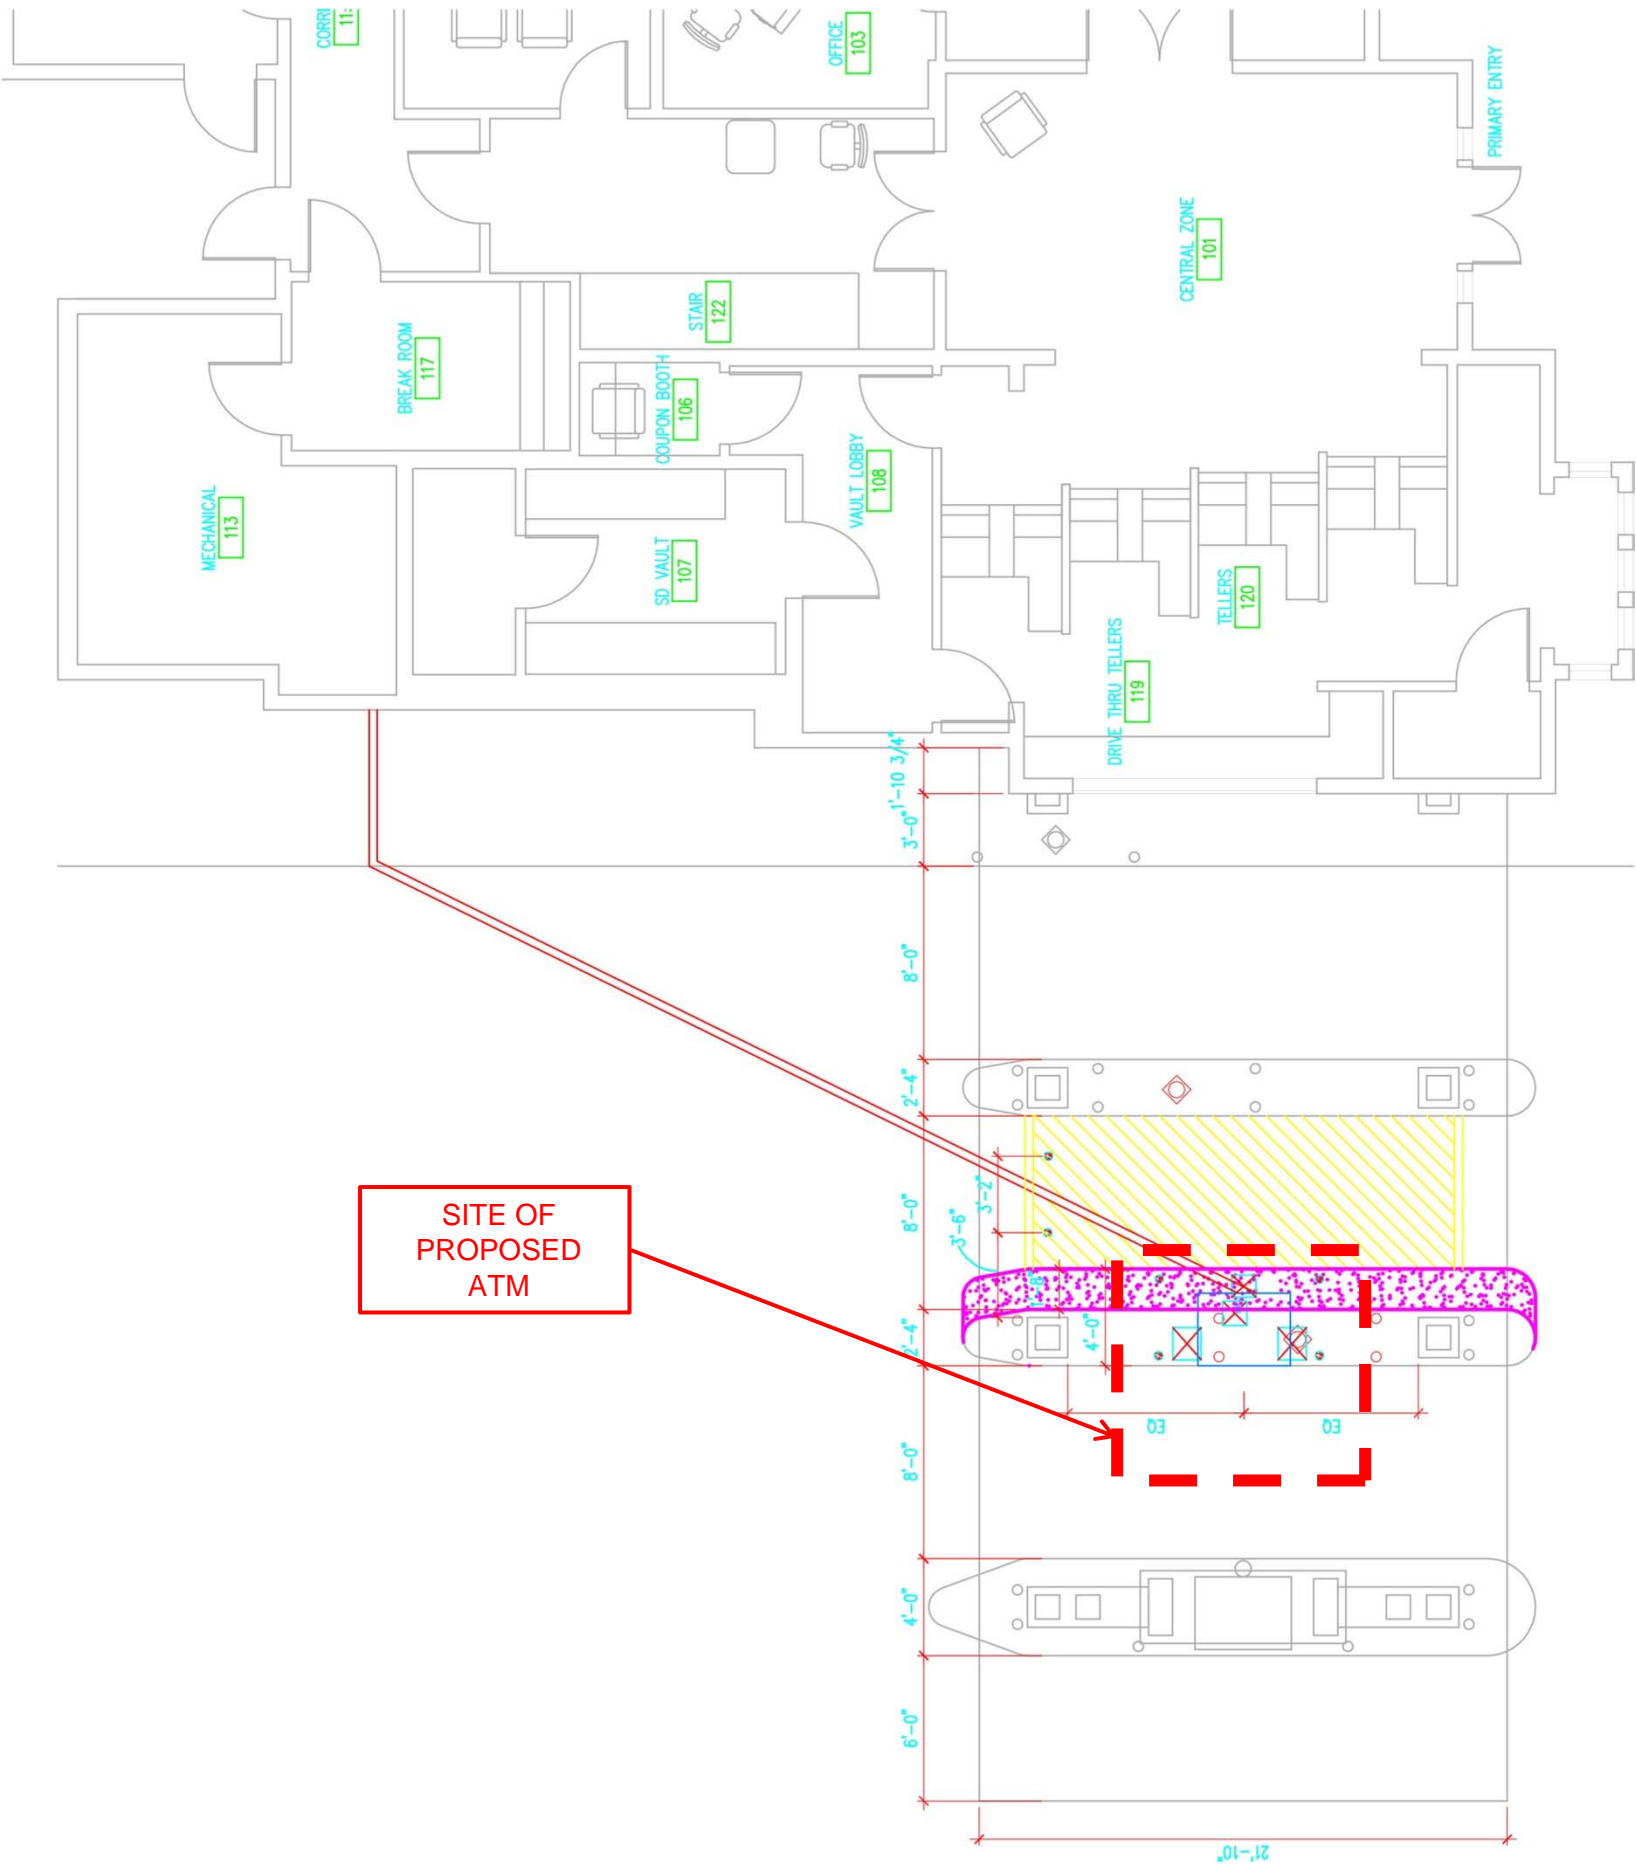 CORRI
OFFICE
103
PRIMARY ENTRY
CENTRAL ZONE
101
STAIR
122
BREAK ROOM
117
COUPON BOOTH
106
VAULT LOBBY
108
MECHANICAL
113
SD VAULT
107
TELLERS
120
DRIVE THRU TELLERS
119
1'-10 3/4"
3'-0"
8'-0"
2'-4"
3'-2"
8'-0"
3'-6"
1'-8"
2'-4"
4'-0"
SITE OF
PROPOSED
ATM
EQ
EQ
8'-0"
4'-0"
6'-0"
21'-10"